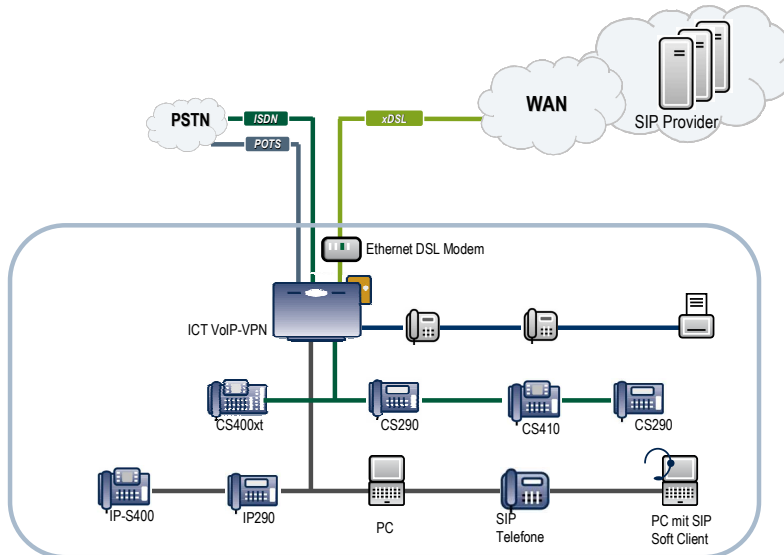 WAN
SIP Provider
PSTN
ISDN
POTS
xDSL
Ethernet DSL Modem
ICT VoIP-VPN
CS400xt
CS290
CS410
CS290
IP-S400
IP290
PC
SIP
Telefone
PC mit SIP
Soft Client